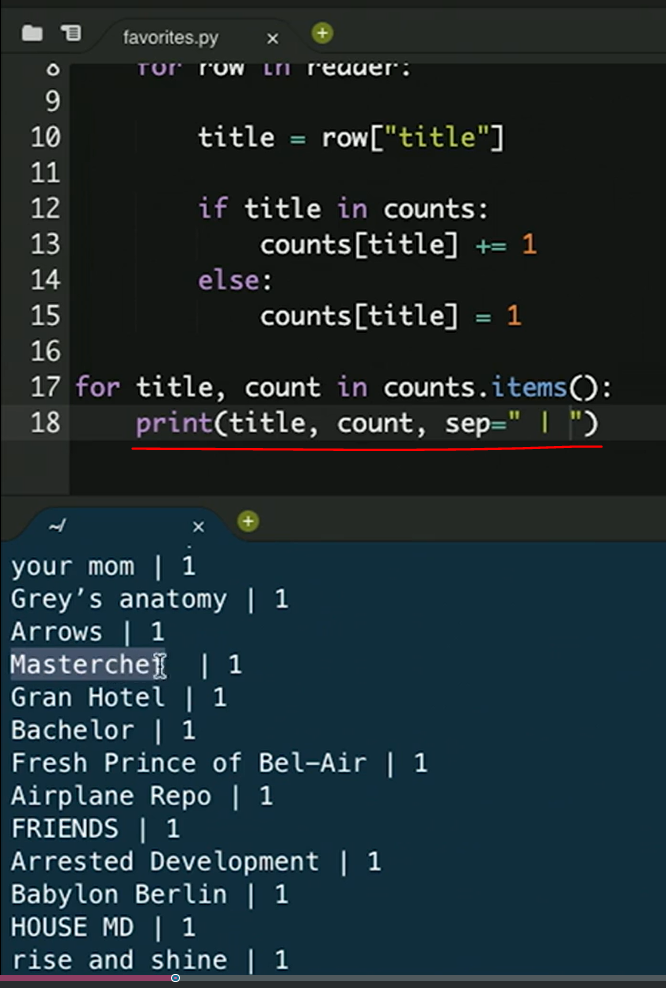 favorites.py ×
8 for row in reader:
9
10 title = row["title"]
11
12 if title in counts:
13 counts[title] += 1
14 else:
15 counts[title] = 1
16
17 for title, count in counts.items():
18 print(title, count, sep=" | ")
~/ ×
your mom | 1
Grey’s anatomy | 1
Arrows | 1
Masterchef | 1
Gran Hotel | 1
Bachelor | 1
Fresh Prince of Bel-Air | 1
Airplane Repo | 1
FRIENDS | 1
Arrested Development | 1
Babylon Berlin | 1
HOUSE MD | 1
rise and shine | 1